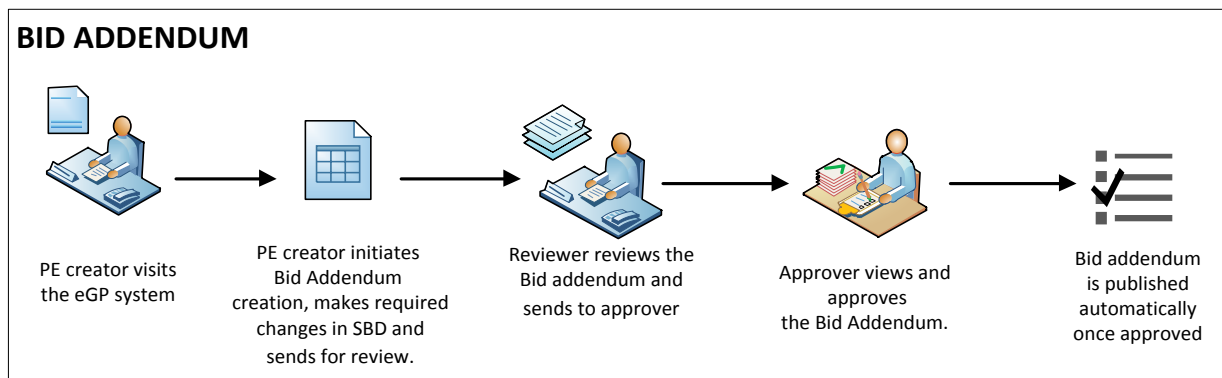 BID ADDENDUM
PE creator visits
the eGP system
PE creator initiates
Bid Addendum
creation, makes required
changes in SBD and
sends for review.
Reviewer reviews the
Bid addendum and
sends to approver
Approver views and
approves
the Bid Addendum.
Bid addendum
is published
automatically
once approved